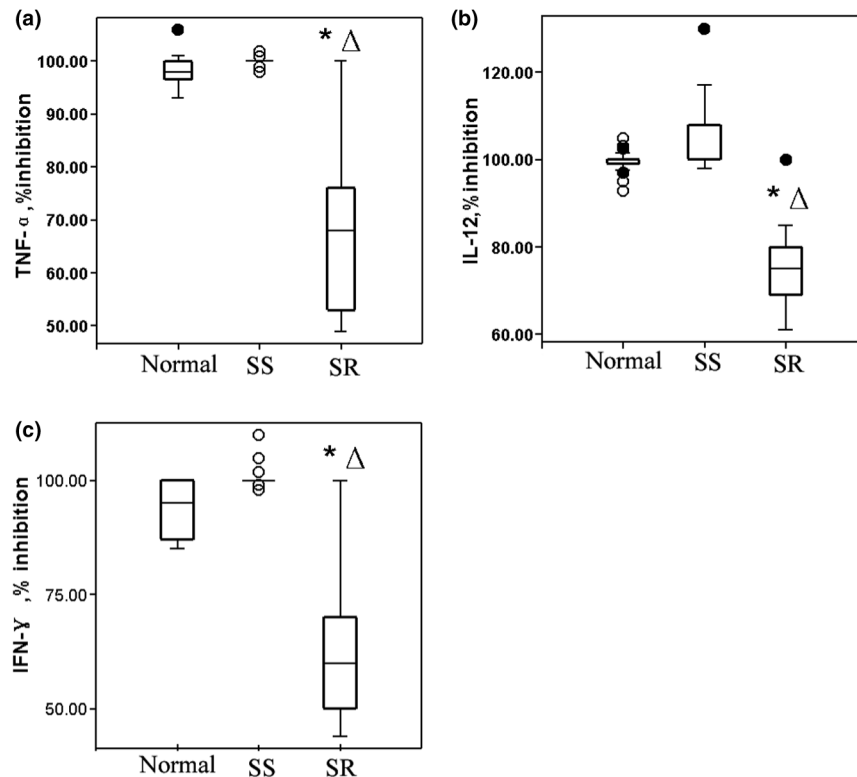 (a)
TNF-α,%inhibition
100.00
90.00
80.00
70.00
60.00
50.00
* Δ
Normal SS SR
(b)
IL-12,% inhibition
120.00
100.00
80.00
60.00
* Δ
Normal SS SR
(c)
IFN-ɣ ,% inhibition
100.00
75.00
50.00
* Δ
Normal SS SR